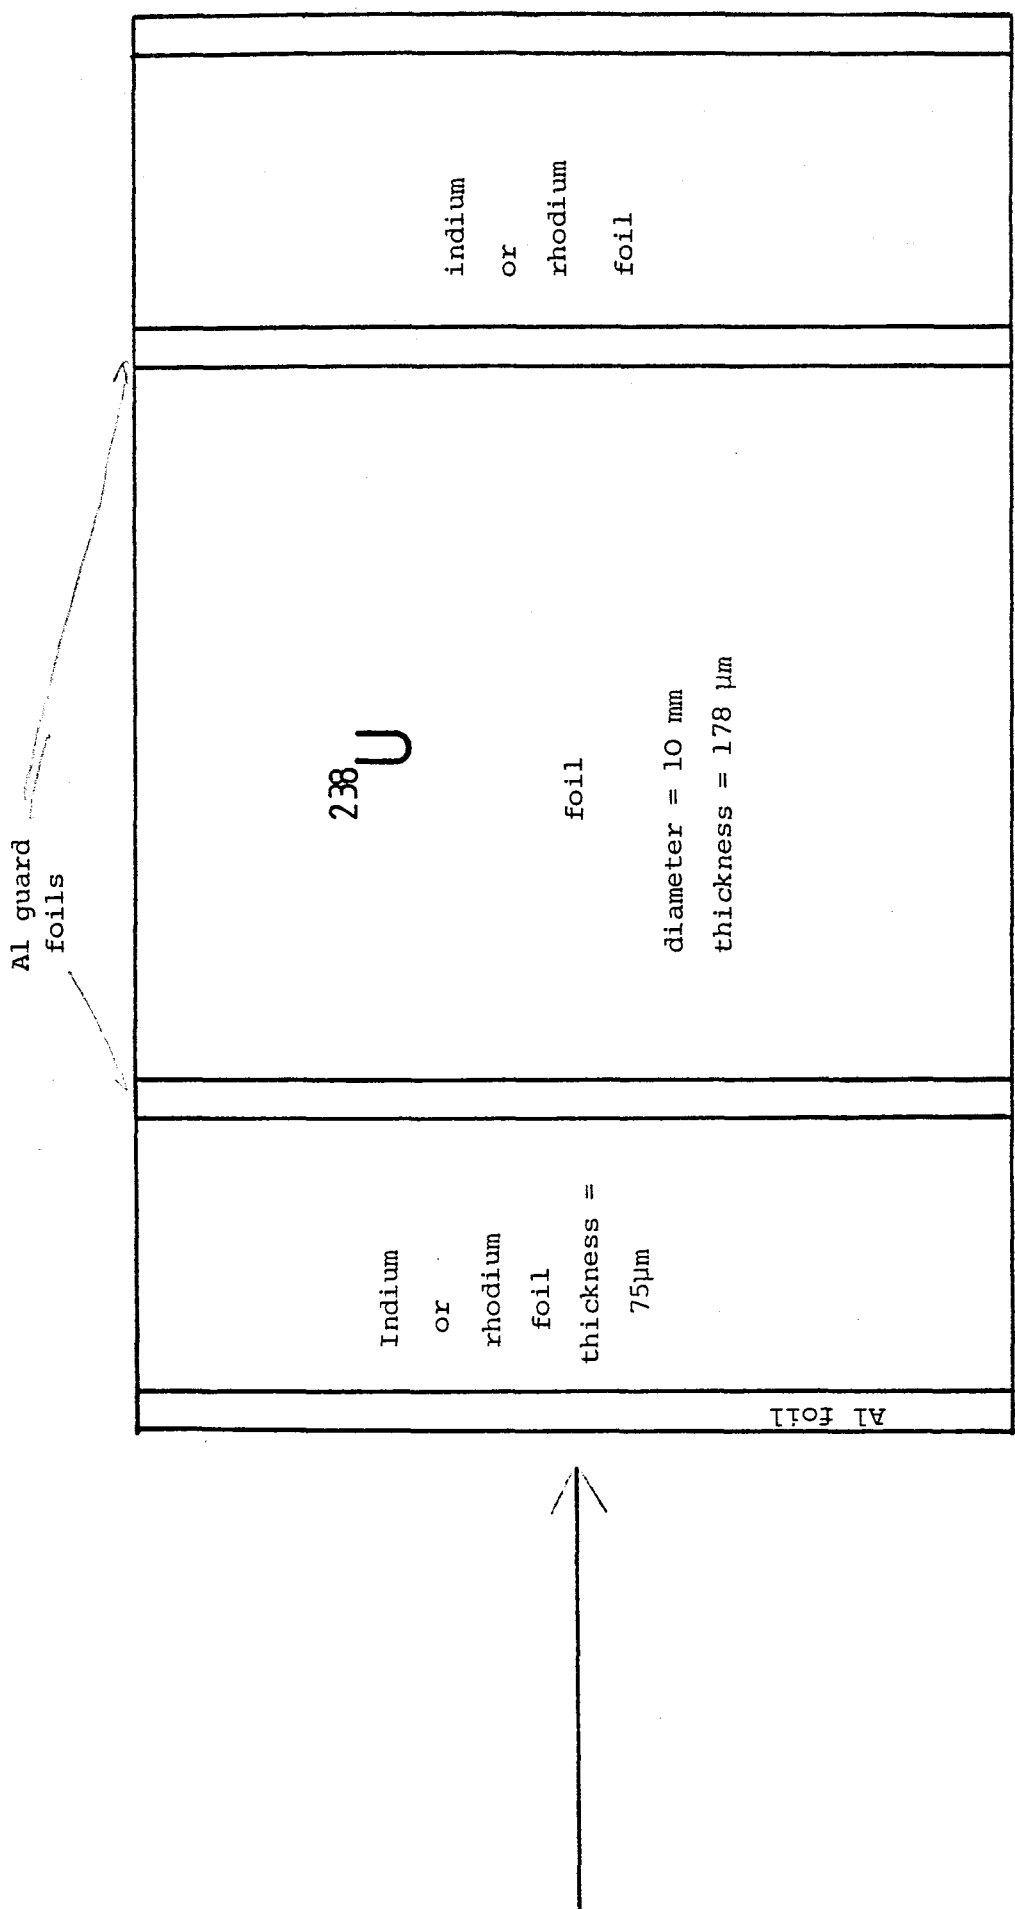 Al guard
foils
Al foil
Indium
or
rhodium
foil
thickness =
75µm
238U
foil
diameter = 10 mm
thickness = 178 µm
indium
or
rhodium
foil